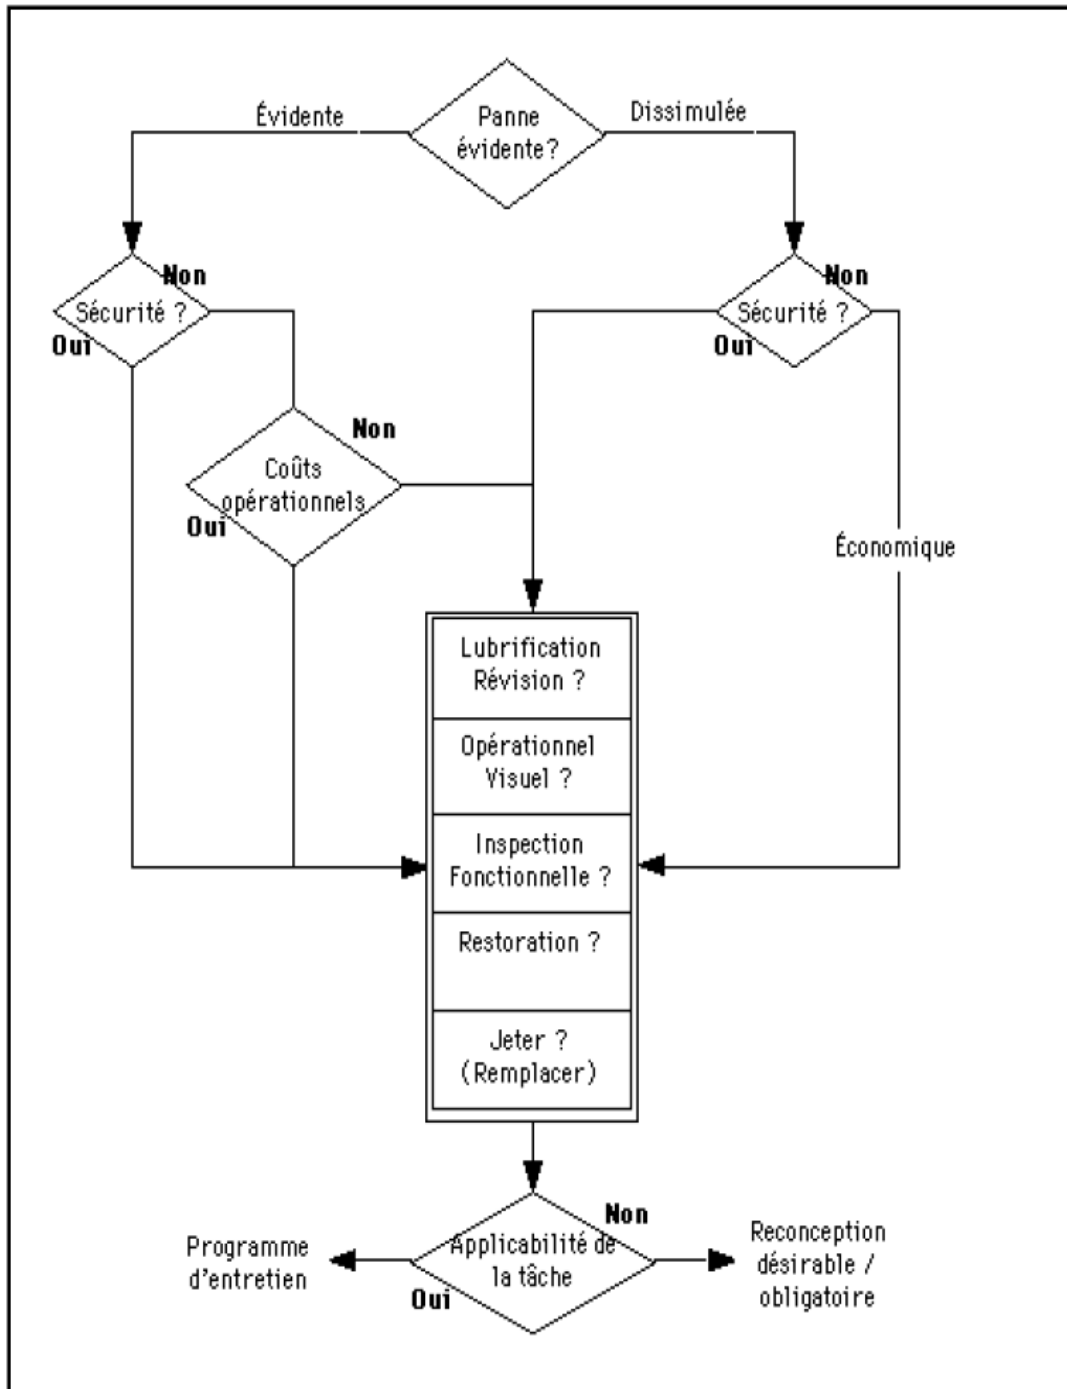 Panne
évidente?
Évidente
Dissimulée
Non
Sécurité ?
Oui
Non
Sécurité ?
Oui
Non
Coûts
opérationnels
Oui
Économique
Lubrification
Révision ?
Opérationnel
Visuel ?
Inspection
Fonctionnelle ?
Restoration ?
Jeter ?
(Remplacer)
Non
Applicabilité de
la tâche
Oui
Programme
d'entretien
Reconception
désirable /
obligatoire